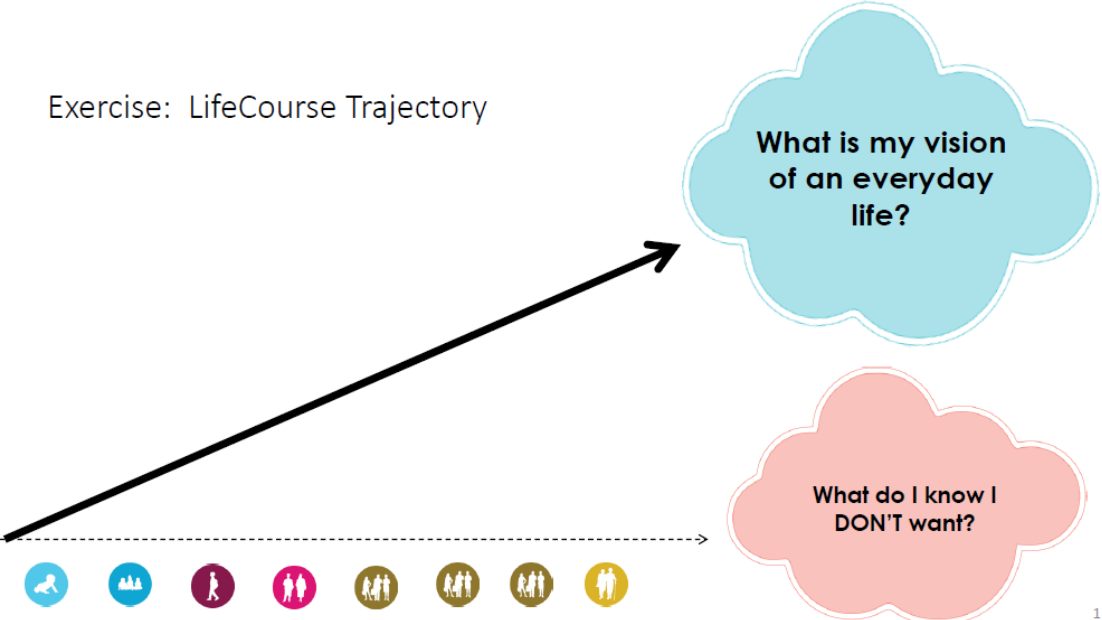 Exercise:  LifeCourse Trajectory
What is my vision
of an everyday
life?
What do I know I
DON'T want?
1